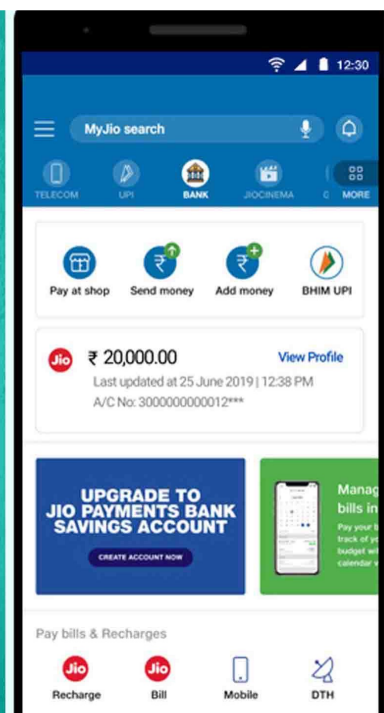 12:30
MyJio search
TELECOM UPI BANK JIOCINEMA G MORE
Pay at shop Send money Add money BHIM UPI
Jio ₹ 20,000.00 View Profile
Last updated at 25 June 2019 | 12:38 PM
A/C No: 3000000000012***
UPGRADE TO
JIO PAYMENTS BANK
SAVINGS ACCOUNT
CREATE ACCOUNT NOW
Manag
bills in
Pay your b
track of yo
budget wit
calendar v
Pay bills & Recharges
Jio Jio
Recharge Bill Mobile DTH